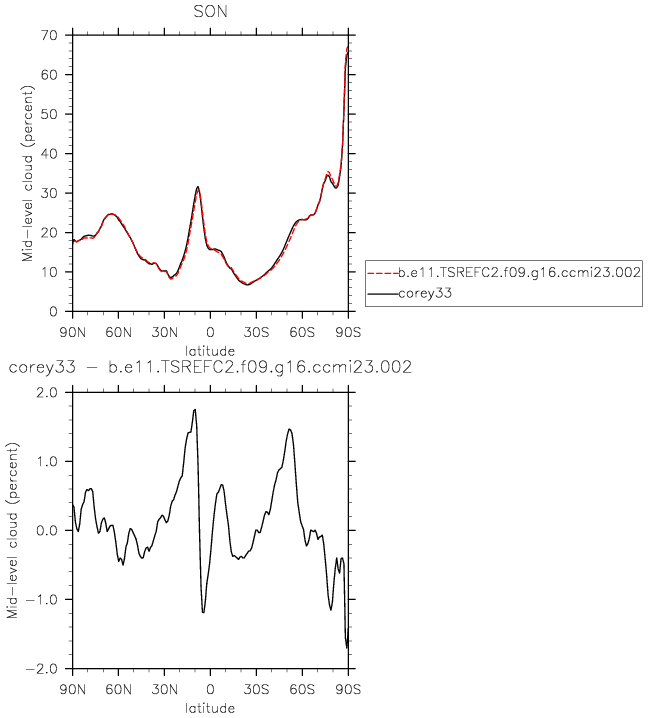 SON
70
60
50
40
30
20
10
0
Mid-level cloud (percent)
90N 60N 30N 0 30S 60S 90S
latitude
b.e11.TSREFC2.f09.g16.ccmi23.002
corey33
corey33 - b.e11.TSREFC2.f09.g16.ccmi23.002
2.0
1.0
0.0
-1.0
-2.0
Mid-level cloud (percent)
90N 60N 30N 0 30S 60S 90S
latitude